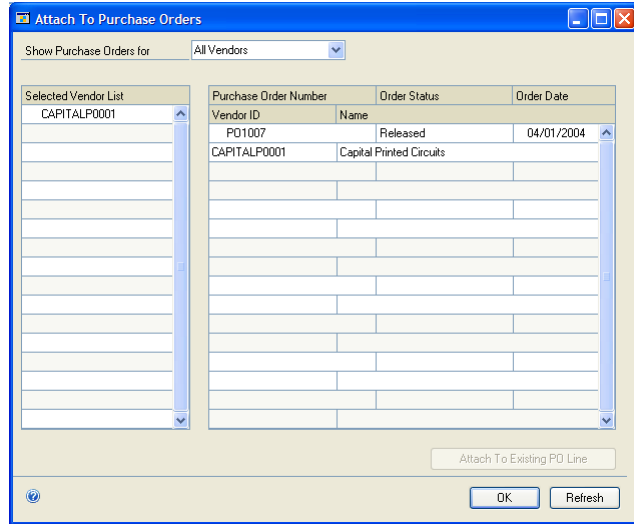 Attach To Purchase Orders
Show Purchase Orders for All Vendors
Selected Vendor List
CAPITALP0001
Purchase Order Number Order Status Order Date
Vendor ID Name
PO1007 Released 04/01/2004
CAPITALP0001 Capital Printed Circuits
Attach To Existing PO Line
OK Refresh